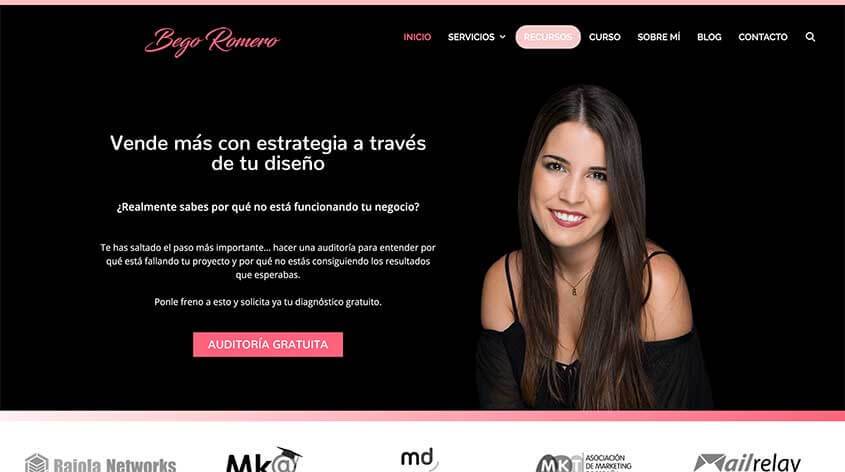 Bego Romero
INICIO SERVICIOS RECURSOS CURSO SOBRE MÍ BLOG CONTACTO
Vende más con estrategia a través
de tu diseño
¿Realmente sabes por qué no está funcionando tu negocio?
Te has saltado el paso más importante... hacer una auditoría para entender por
qué está fallando tu proyecto y por qué no estás consiguiendo los resultados
que esperabas.
Ponle freno a esto y solicita ya tu diagnóstico gratuito.
AUDITORÍA GRATUITA
Raiola Networks
Mk@
md
MKT
ASOCIACIÓN
DE MARKETING
Mailrelay